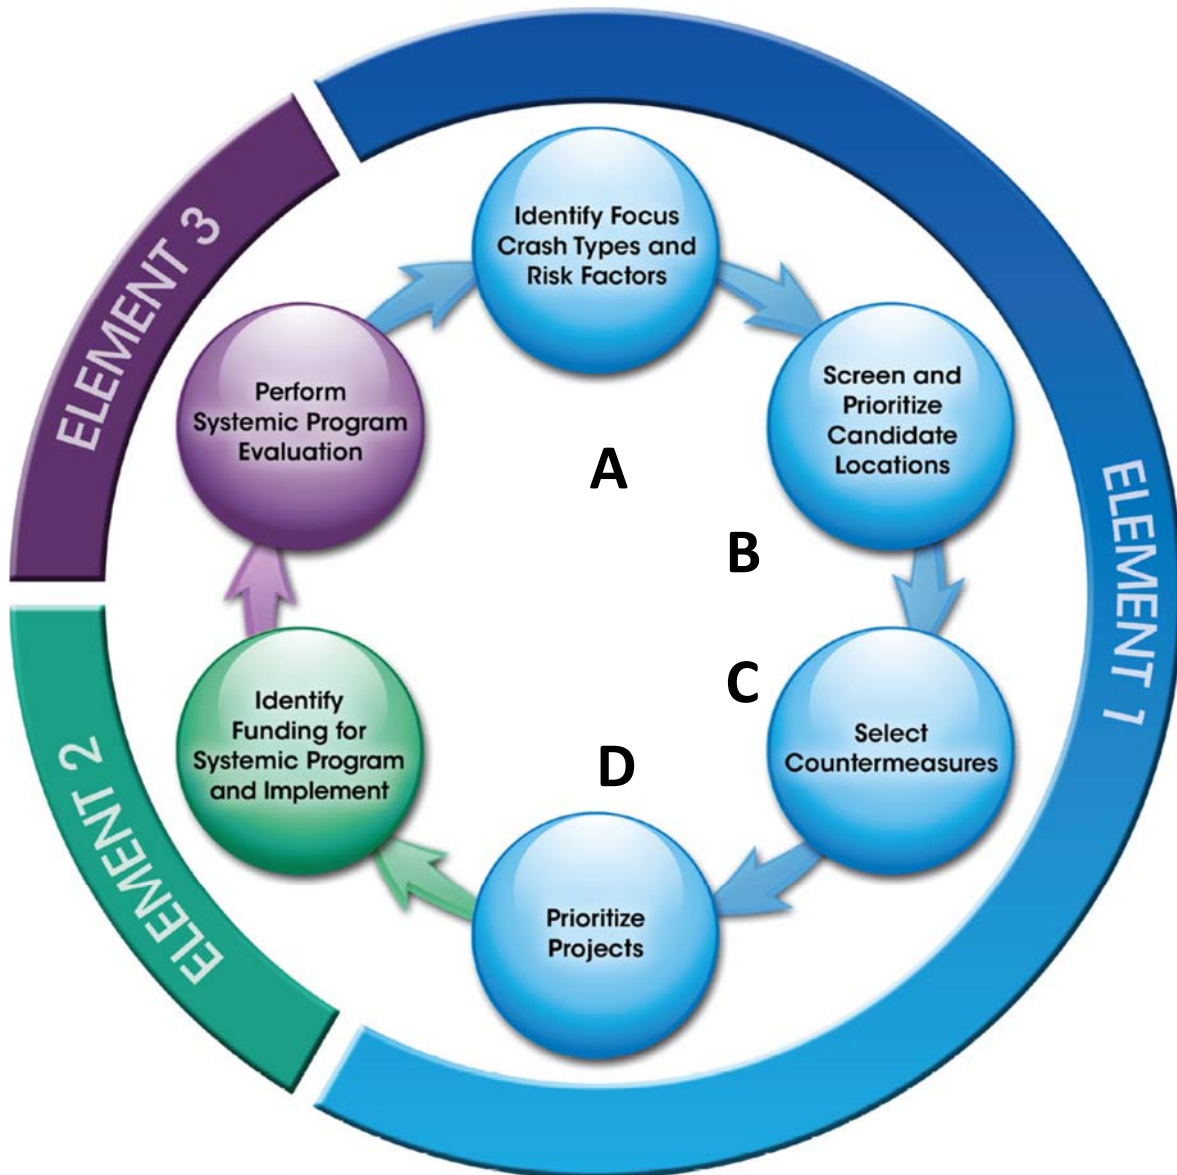 Identify Focus
Crash Types and
Risk Factors
Screen and
Prioritize
Candidate
Locations
Select
Countermeasures
Prioritize
Projects
Identify
Funding for
Systemic Program
and Implement
Perform
Systemic Program
Evaluation
A
B
C
D
ELEMENT 1
ELEMENT 2
ELEMENT 3